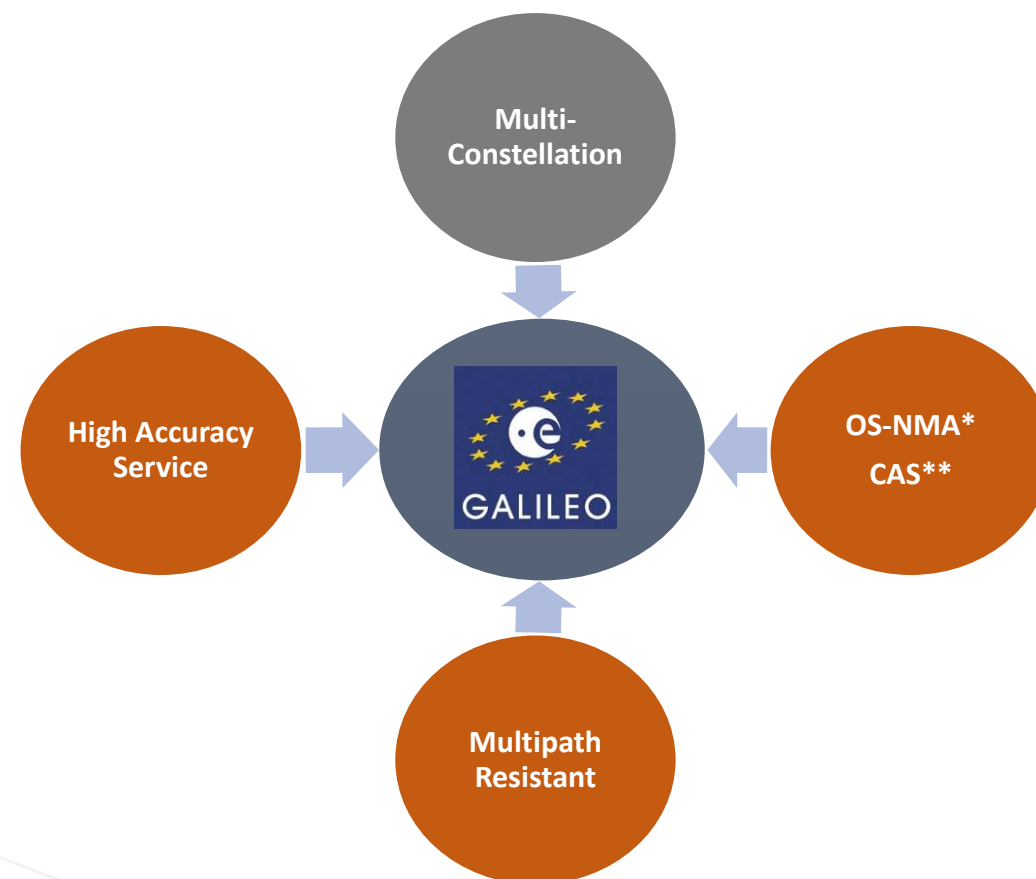 Multi-
Constellation
High Accuracy
Service
GALILEO
OS-NMA*
CAS**
Multipath
Resistant